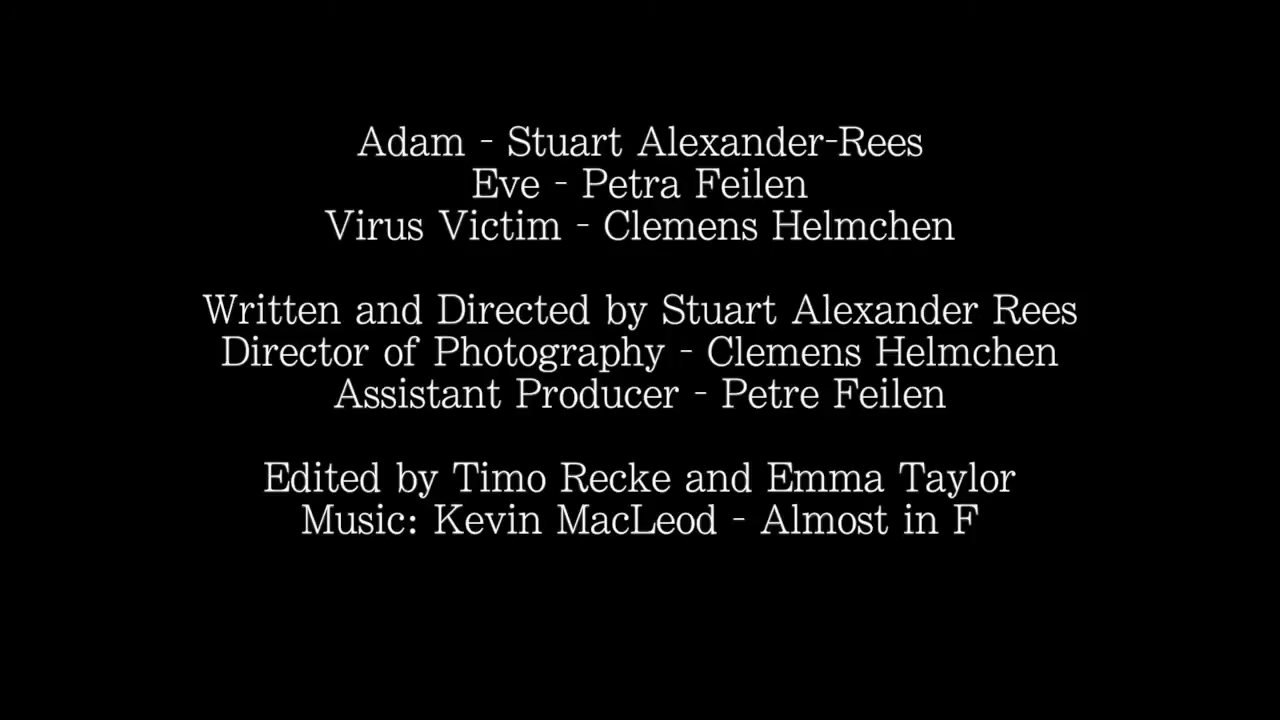 Adam - Stuart Alexander-Rees
Eve - Petra Feilen
Virus Victim - Clemens Helmchen
Written and Directed by Stuart Alexander Rees
Director of Photography - Clemens Helmchen
Assistant Producer - Petre Feilen
Edited by Timo Recke and Emma Taylor
Music: Kevin MacLeod - Almost in F